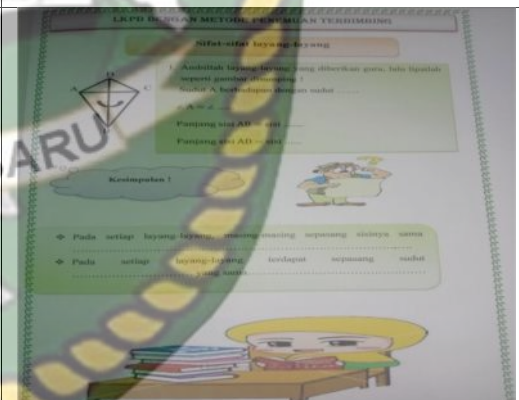 LKPD DENGAN METODE PENEMUAN TERBIMBING
Sifat-sifat layang-layang
1. Ambillah layang-layang yang diberikan guru, lalu lipatlah
seperti gambar disamping !
Sudut A berhadapan dengan sudut ......
∠ A = ∠ ......
Panjang sisi AB = sisi ......
Panjang sisi AD = sisi ......
D
A
C
ARU
Kesimpulan !
❖ Pada setiap layang-layang, masing-masing sepasang sisinya sama
❖ Pada setiap layang-layang terdapat sepasang sudut
yang sama